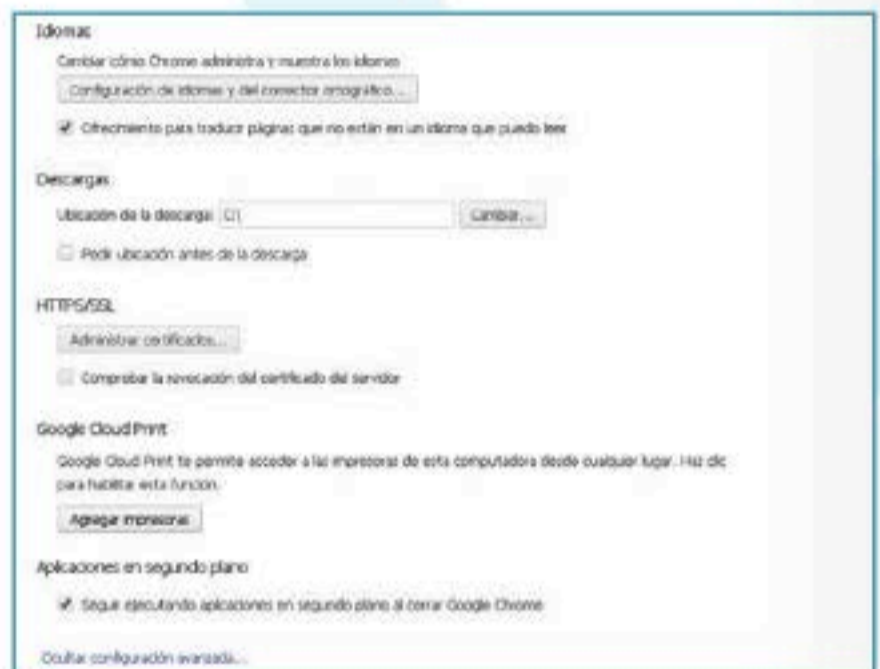 Idiomas
Cambiar cómo Chrome administra y muestra los idiomas
Configuración de idiomas y del corrector ortográfico...
Ofrecimiento para traducir páginas que no están en un idioma que puedo leer
Descargas
Ubicación de la descarga: C:\ Cambiar...
Pedir ubicación antes de la descarga
HTTPS/SSL
Administrar certificados...
Comprobar la revocación del certificado del servidor
Google Cloud Print
Google Cloud Print te permite acceder a las impresoras de esta computadora desde cualquier lugar. Haz clic
para habilitar esta función.
Agregar impresoras
Aplicaciones en segundo plano
Seguir ejecutando aplicaciones en segundo plano al cerrar Google Chrome
Ocultar configuración avanzada...